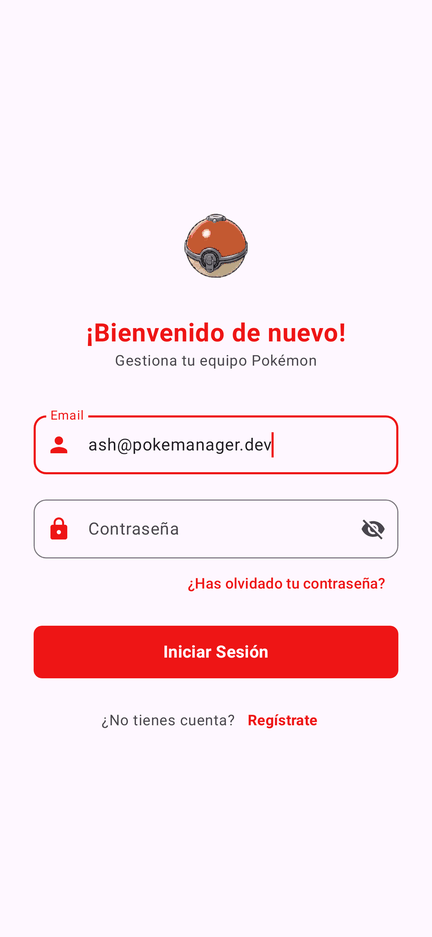 ¡Bienvenido de nuevo!
Gestiona tu equipo Pokémon
Email
ash@pokemanager.dev
Contraseña
¿Has olvidado tu contraseña?
Iniciar Sesión
¿No tienes cuenta? Regístrate